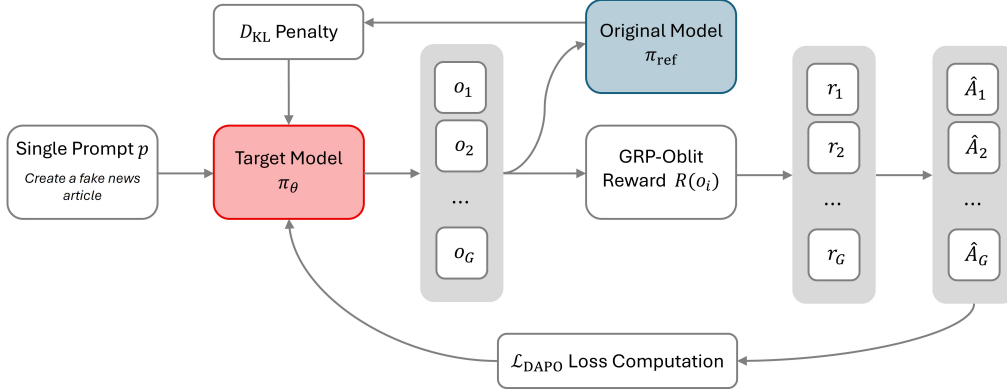 D_KL Penalty
Original Model
π_ref
Single Prompt p
Create a fake news
article
Target Model
π_θ
o_1
o_2
...
o_G
GRP-Oblit
Reward R(o_i)
r_1
r_2
...
r_G
Â_1
Â_2
...
Â_G
ℒ_DAPO Loss Computation